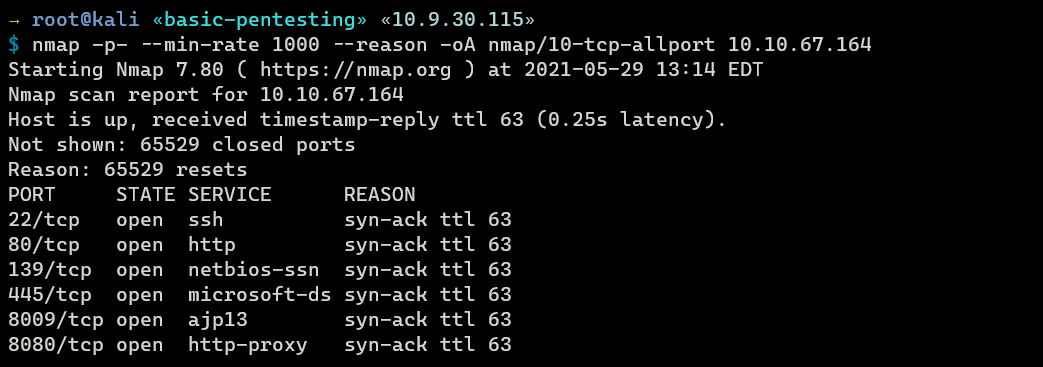 → root@kali «basic-pentesting» «10.9.30.115»
$ nmap -p- --min-rate 1000 --reason -oA nmap/10-tcp-allport 10.10.67.164
Starting Nmap 7.80 ( https://nmap.org ) at 2021-05-29 13:14 EDT
Nmap scan report for 10.10.67.164
Host is up, received timestamp-reply ttl 63 (0.25s latency).
Not shown: 65529 closed ports
Reason: 65529 resets
PORT     STATE SERVICE      REASON
22/tcp   open  ssh          syn-ack ttl 63
80/tcp   open  http         syn-ack ttl 63
139/tcp  open  netbios-ssn  syn-ack ttl 63
445/tcp  open  microsoft-ds syn-ack ttl 63
8009/tcp open  ajp13        syn-ack ttl 63
8080/tcp open  http-proxy   syn-ack ttl 63